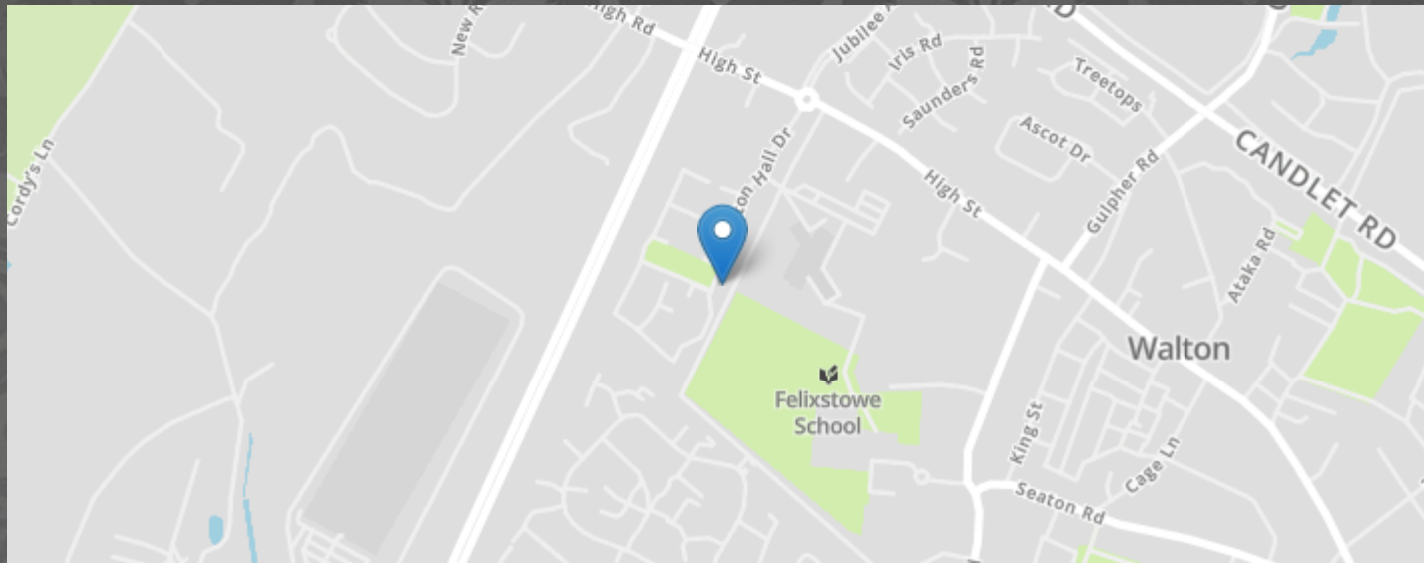 New R
High Rd
High St
Jubilee A
Iris Rd
Saunders Rd
Treetops
Ascot Dr
Gulpher Rd
CANDLET RD
Cordy's Ln
ton Hall Dr
High St
Ataka Rd
Walton
Felixstowe
School
King St
Cage Ln
Seaton Rd